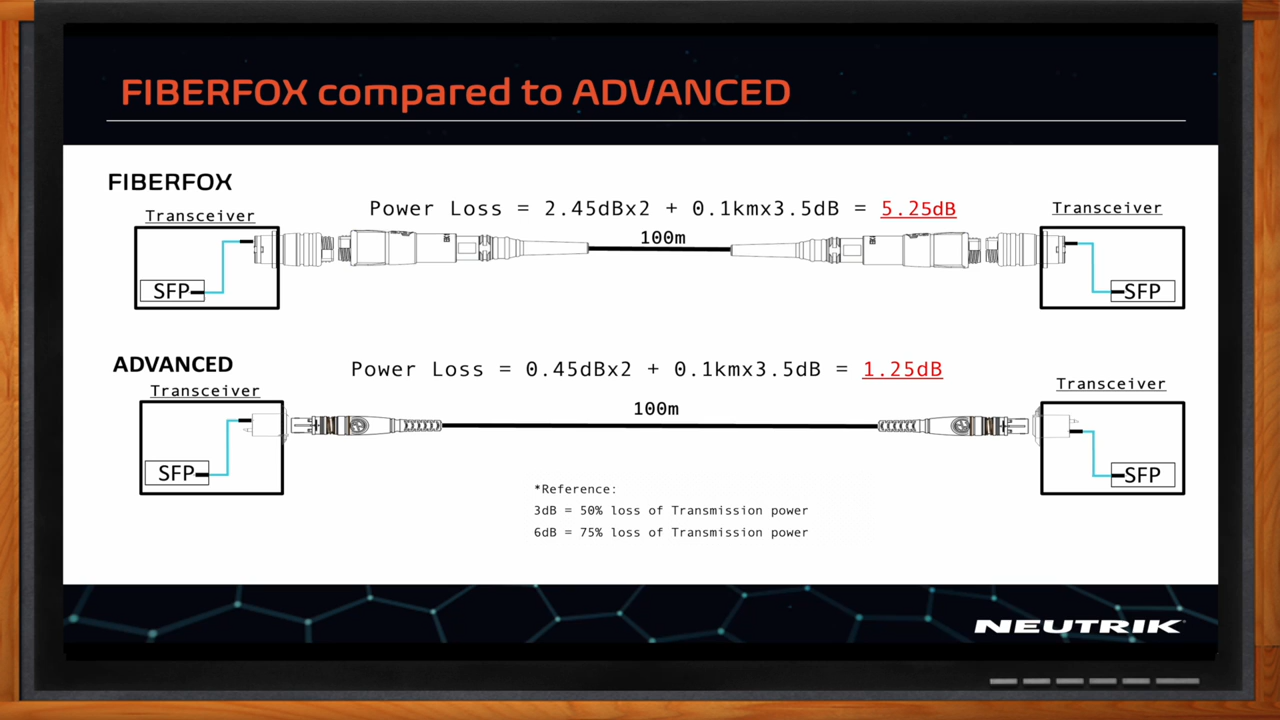 FIBERFOX compared to ADVANCED
FIBERFOX
Transceiver
Power Loss = 2.45dBx2 + 0.1kmx3.5dB = 5.25dB
Transceiver
100m
SFP
SFP
ADVANCED
Transceiver
Power Loss = 0.45dBx2 + 0.1kmx3.5dB = 1.25dB
Transceiver
100m
SFP
SFP
*Reference:
3dB = 50% loss of Transmission power
6dB = 75% loss of Transmission power
NEUTRIK